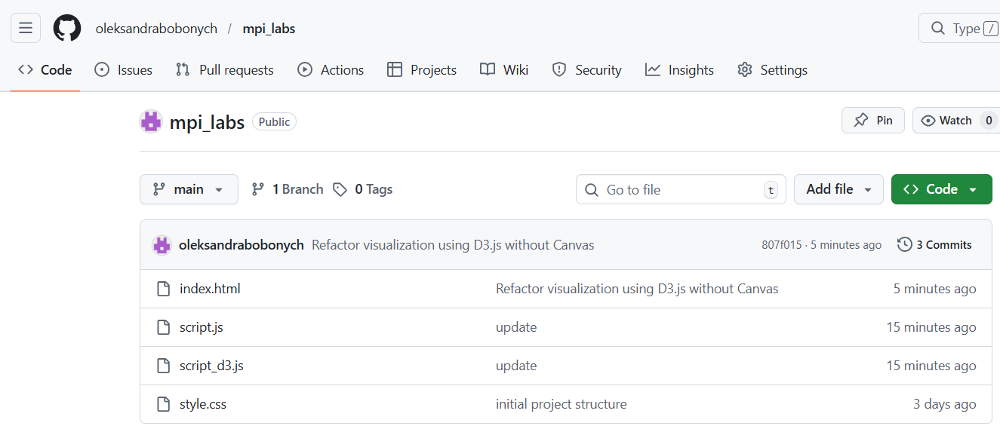 oleksandrabobonych / mpi_labs Type /
Code Issues Pull requests Actions Projects Wiki Security Insights Settings
mpi_labs Public Pin Watch 0
main 1 Branch 0 Tags Go to file t Add file Code
oleksandrabobonych Refactor visualization using D3.js without Canvas 807f015 · 5 minutes ago 3 Commits
index.html Refactor visualization using D3.js without Canvas 5 minutes ago
script.js update 15 minutes ago
script_d3.js update 15 minutes ago
style.css initial project structure 3 days ago